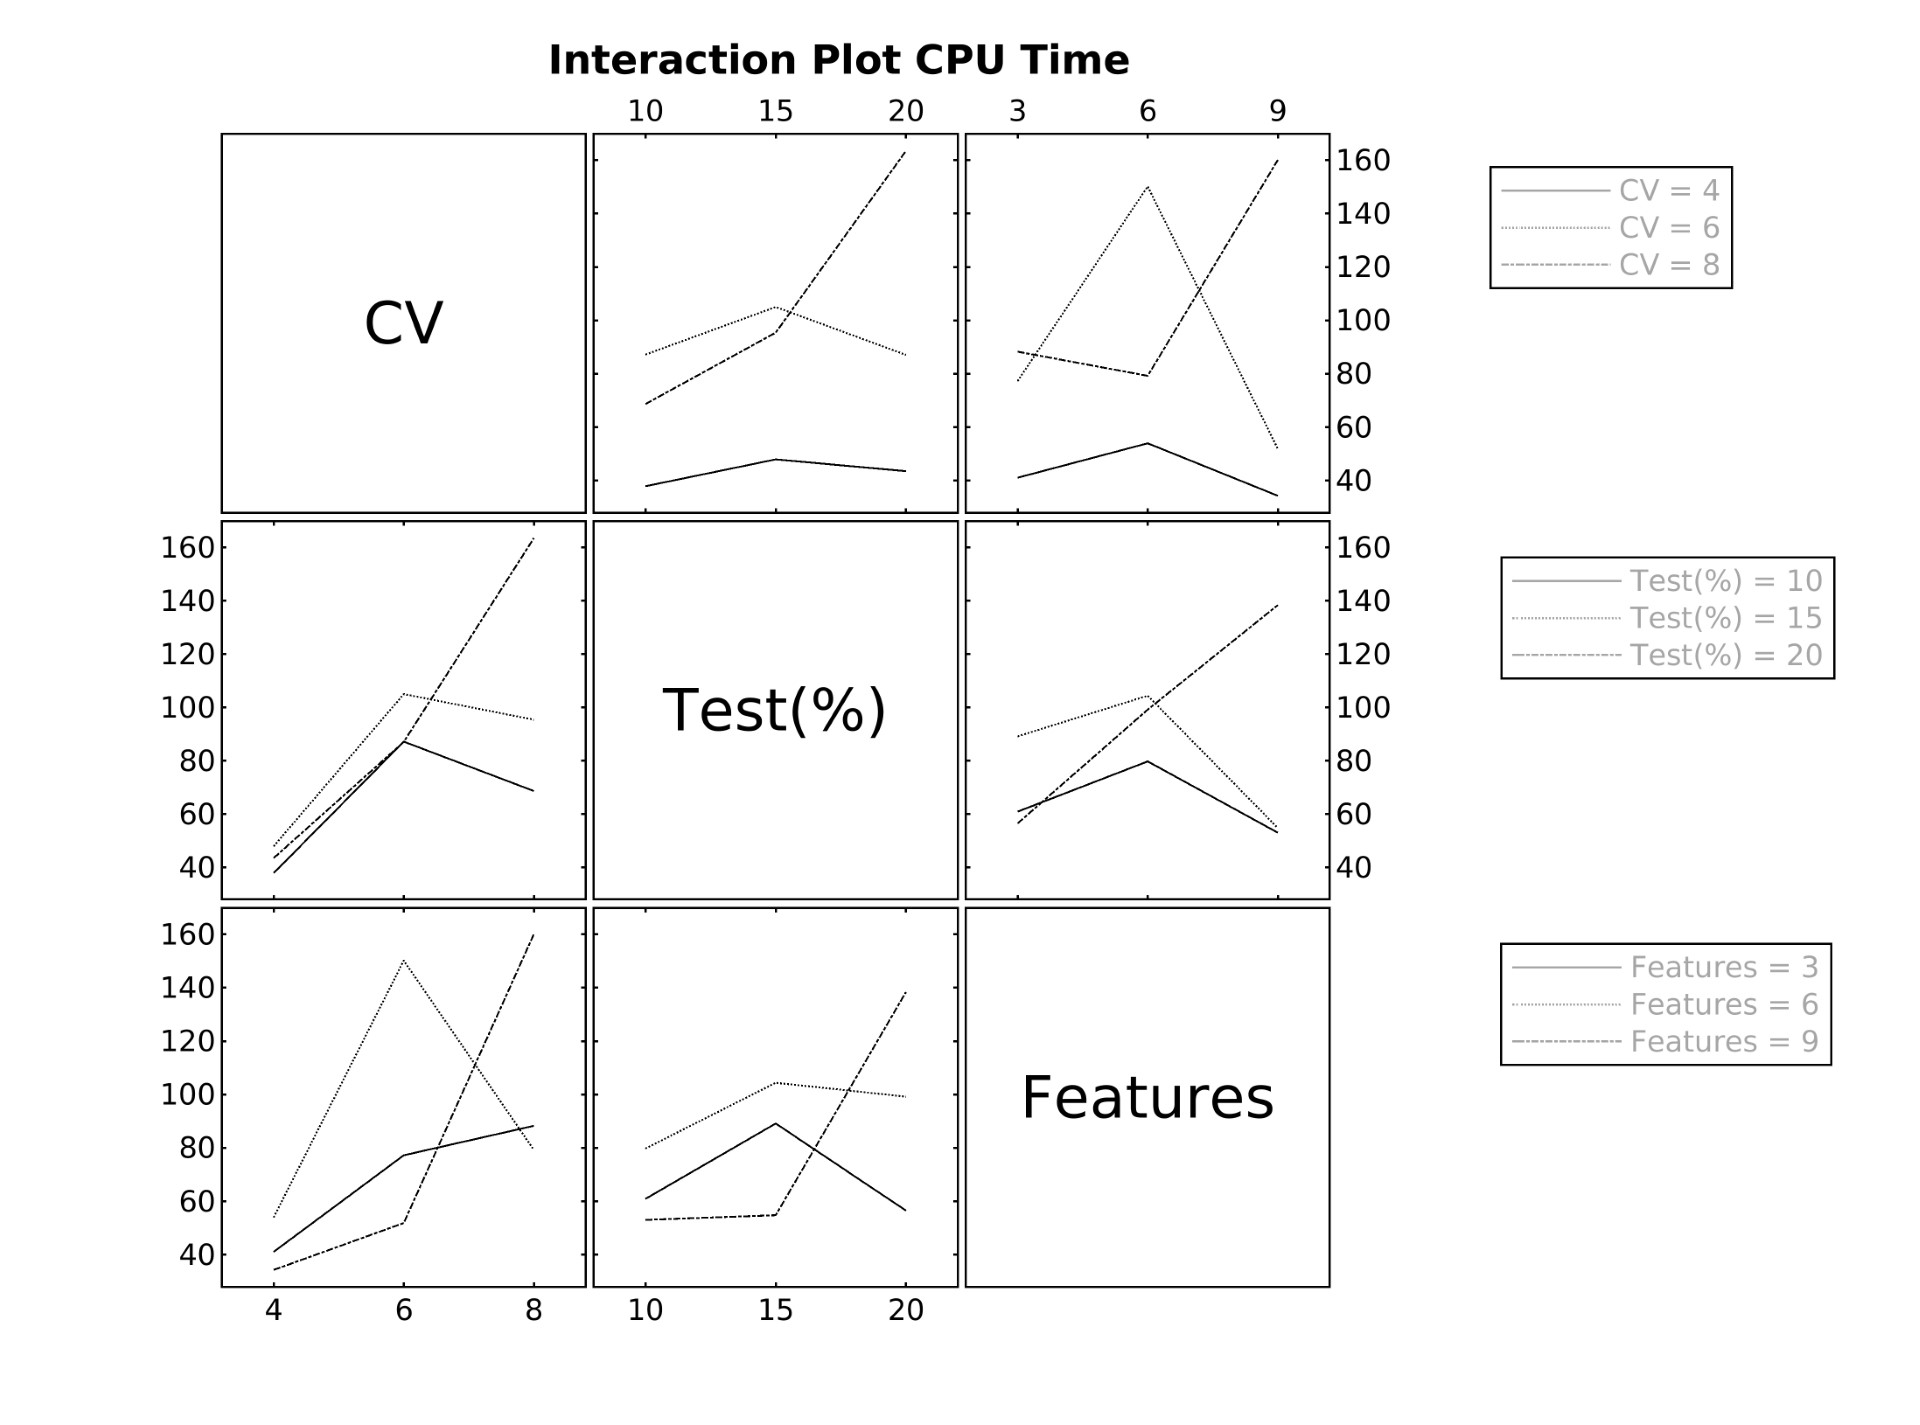 Interaction Plot CPU Time
10 15 20 3 6 9
CV
160
140
120
100
80
60
40
CV = 4
CV = 6
CV = 8
160
140
120
100
80
60
40
Test(%)
160
140
120
100
80
60
40
Test(%) = 10
Test(%) = 15
Test(%) = 20
160
140
120
100
80
60
40
Features
Features = 3
Features = 6
Features = 9
4 6 8 10 15 20